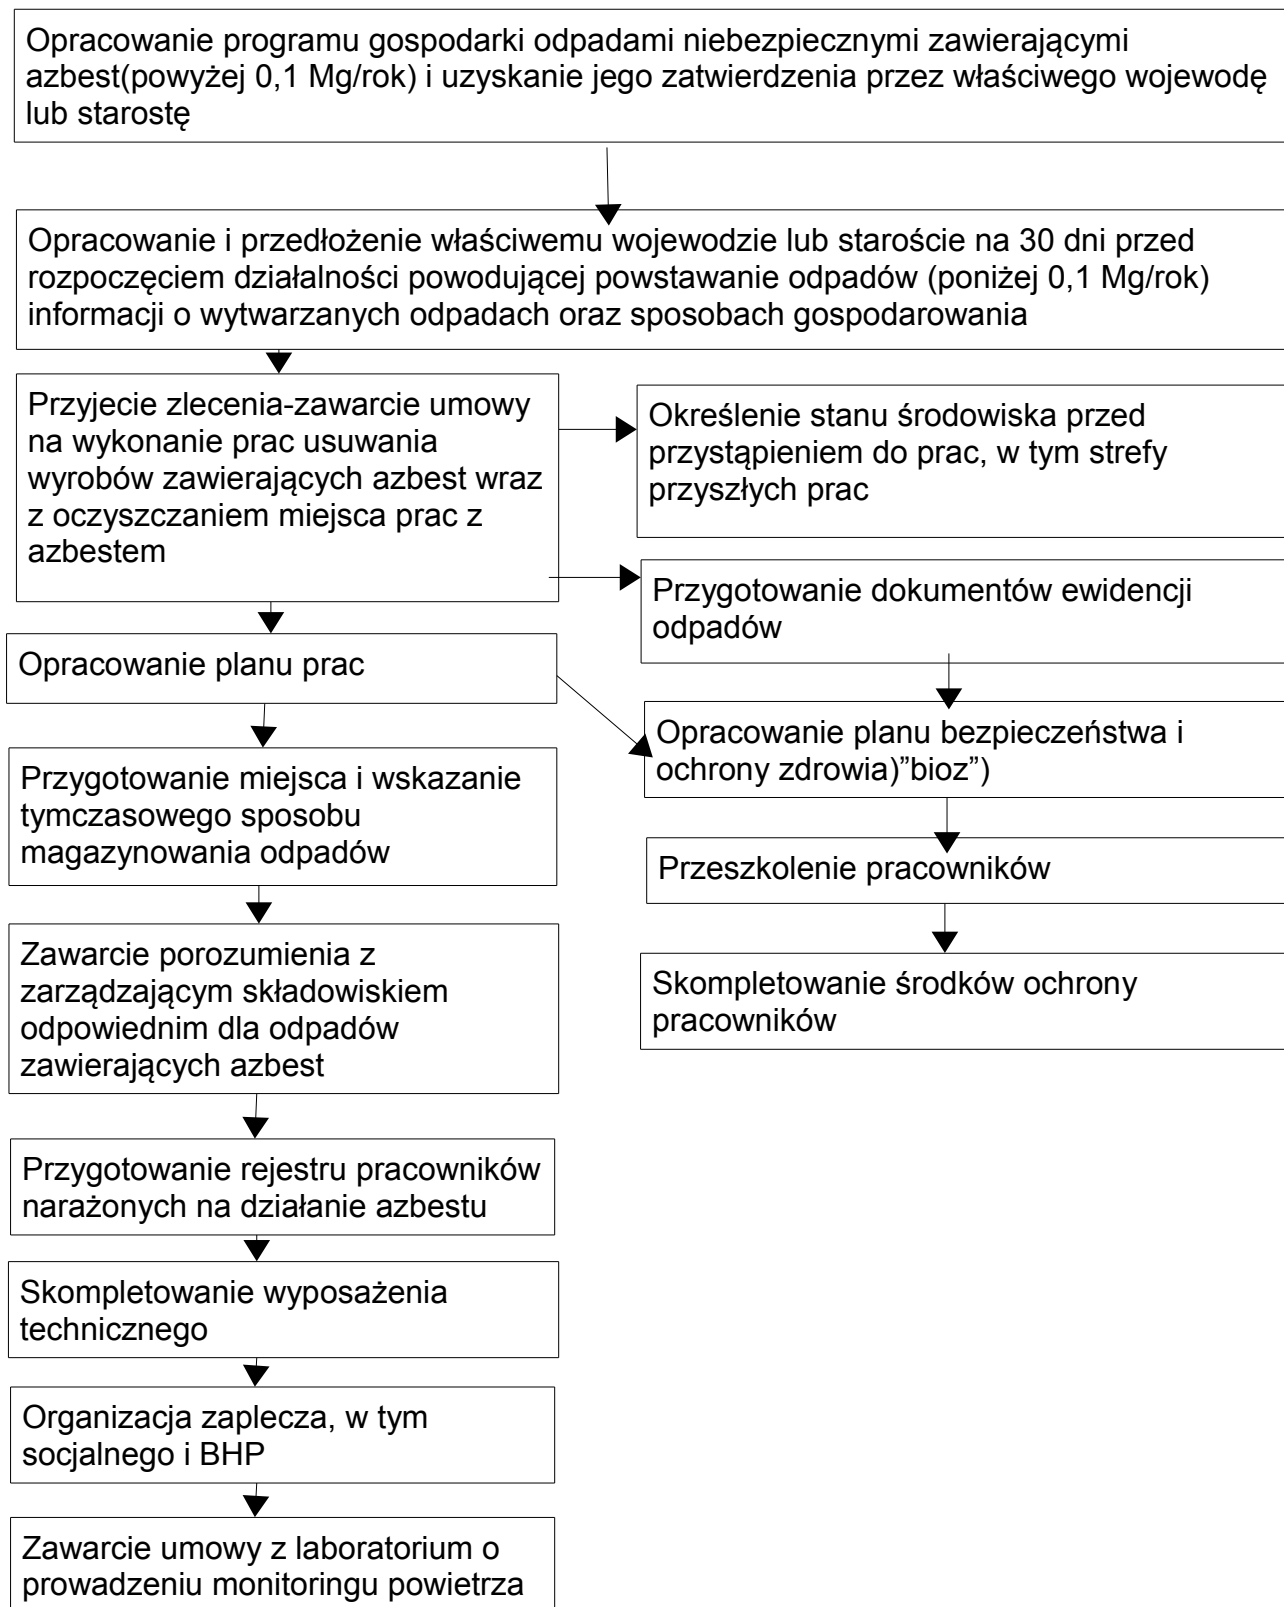 Opracowanie programu gospodarki odpadami niebezpiecznymi zawierającymi
azbest(powyżej 0,1 Mg/rok) i uzyskanie jego zatwierdzenia przez właściwego wojewodę
lub starostę
Opracowanie i przedłożenie właściwemu wojewodzie lub staroście na 30 dni przed
rozpoczęciem działalności powodującej powstawanie odpadów (poniżej 0,1 Mg/rok)
informacji o wytwarzanych odpadach oraz sposobach gospodarowania
Przyjecie zlecenia-zawarcie umowy
na wykonanie prac usuwania
wyrobów zawierających azbest wraz
z oczyszczaniem miejsca prac z
azbestem
Określenie stanu środowiska przed
przystąpieniem do prac, w tym strefy
przyszłych prac
Przygotowanie dokumentów ewidencji
odpadów
Opracowanie planu prac
Opracowanie planu bezpieczeństwa i
ochrony zdrowia)”bioz”)
Przygotowanie miejsca i wskazanie
tymczasowego sposobu
magazynowania odpadów
Przeszkolenie pracowników
Zawarcie porozumienia z
zarządzającym składowiskiem
odpowiednim dla odpadów
zawierających azbest
Skompletowanie środków ochrony
pracowników
Przygotowanie rejestru pracowników
narażonych na działanie azbestu
Skompletowanie wyposażenia
technicznego
Organizacja zaplecza, w tym
socjalnego i BHP
Zawarcie umowy z laboratorium o
prowadzeniu monitoringu powietrza